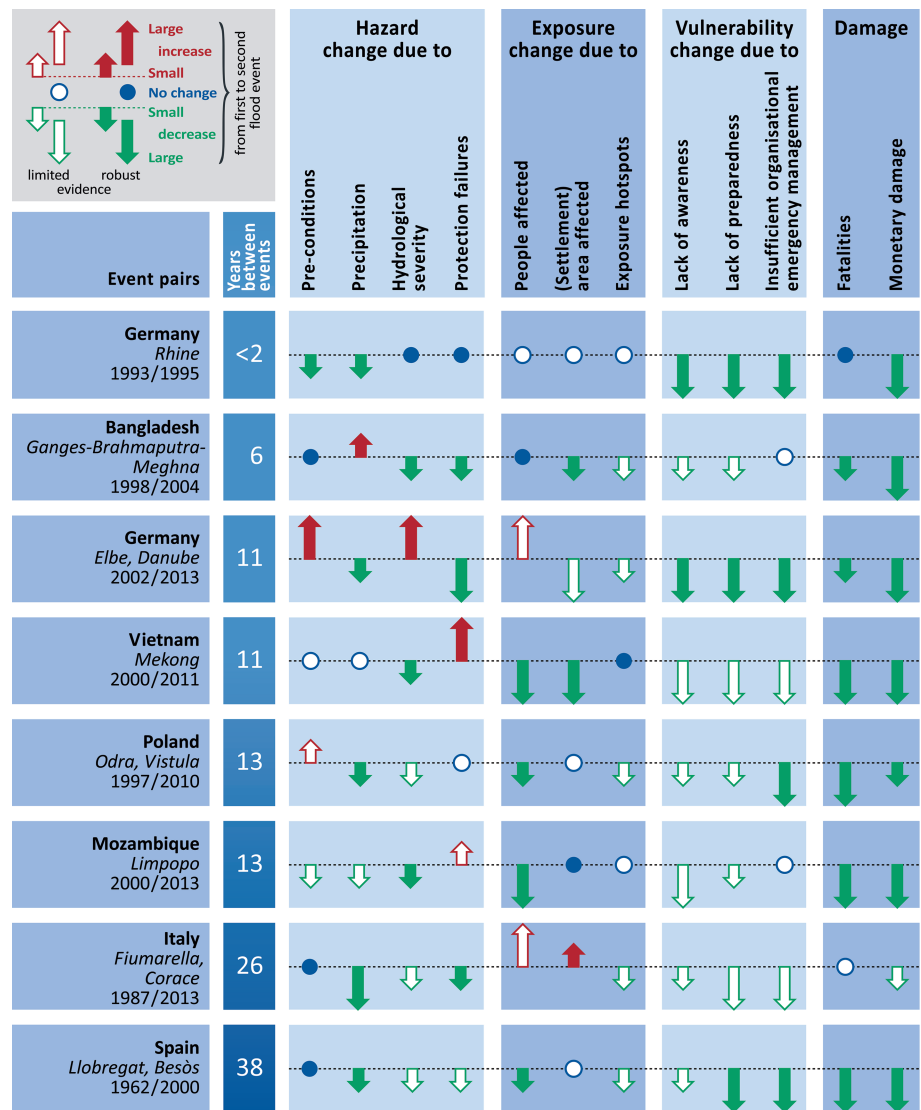 Large
increase
Small
No change
Small
decrease
Large
from first to second
flood event
limited robust
evidence
Hazard
change due to
Exposure
change due to
Vulnerability
change due to
Damage
Event pairs
Years
between
events
Pre-conditions
Precipitation
Hydrological
severity
Protection failures
People affected
(Settlement)
area affected
Exposure hotspots
Lack of awareness
Lack of preparedness
Insufficient organisational
emergency management
Fatalities
Monetary damage
Germany
Rhine
1993/1995
<2
Bangladesh
Ganges-Brahmaputra-
Meghna
1998/2004
6
Germany
Elbe, Danube
2002/2013
11
Vietnam
Mekong
2000/2011
11
Poland
Odra, Vistula
1997/2010
13
Mozambique
Limpopo
2000/2013
13
Italy
Fiumarella,
Corace
1987/2013
26
Spain
Llobregat, Besòs
1962/2000
38